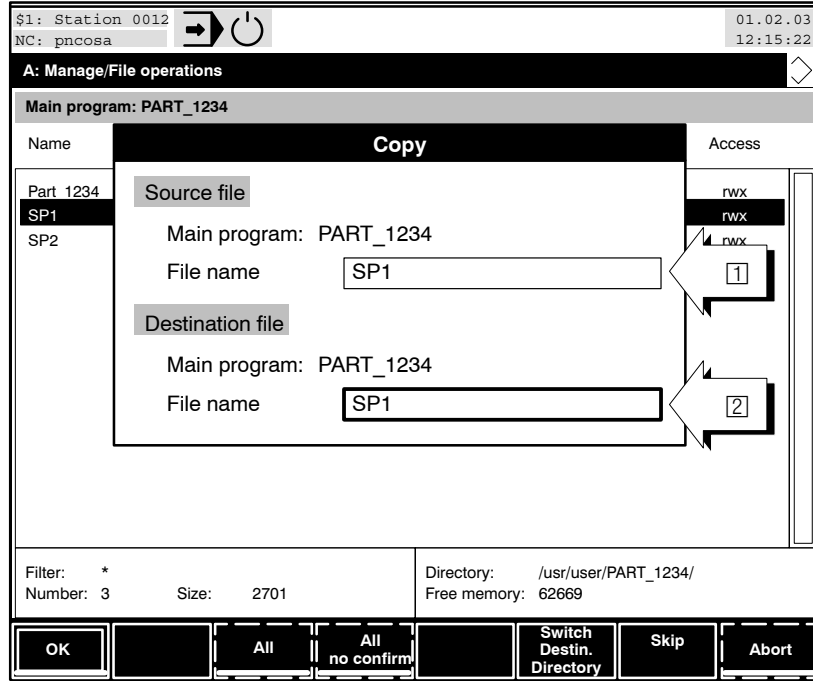 $1: Station 0012
NC: pncosa
01.02.03
12:15:22
A: Manage/File operations
Main program: PART_1234
Name
Copy
Access
Part 1234
rwx
SP1
rwx
SP2
rwx
Source file
Main program: PART_1234
File name SP1
1
Destination file
Main program: PART_1234
File name SP1
2
Filter: *
Number: 3 Size: 2701
Directory: /usr/user/PART_1234/
Free memory: 62669
OK
All
All
no confirm
Switch
Destin.
Directory
Skip
Abort